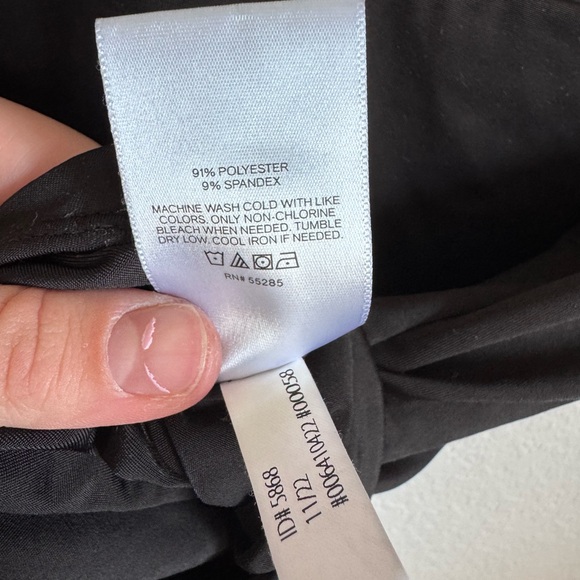 91% POLYESTER
9% SPANDEX
MACHINE WASH COLD WITH LIKE
COLORS. ONLY NON-CHLORINE
BLEACH WHEN NEEDED. TUMBLE
DRY LOW. COOL IRON IF NEEDED.
RN# 55285
ID# 5868
11/22
#006410422 #00058